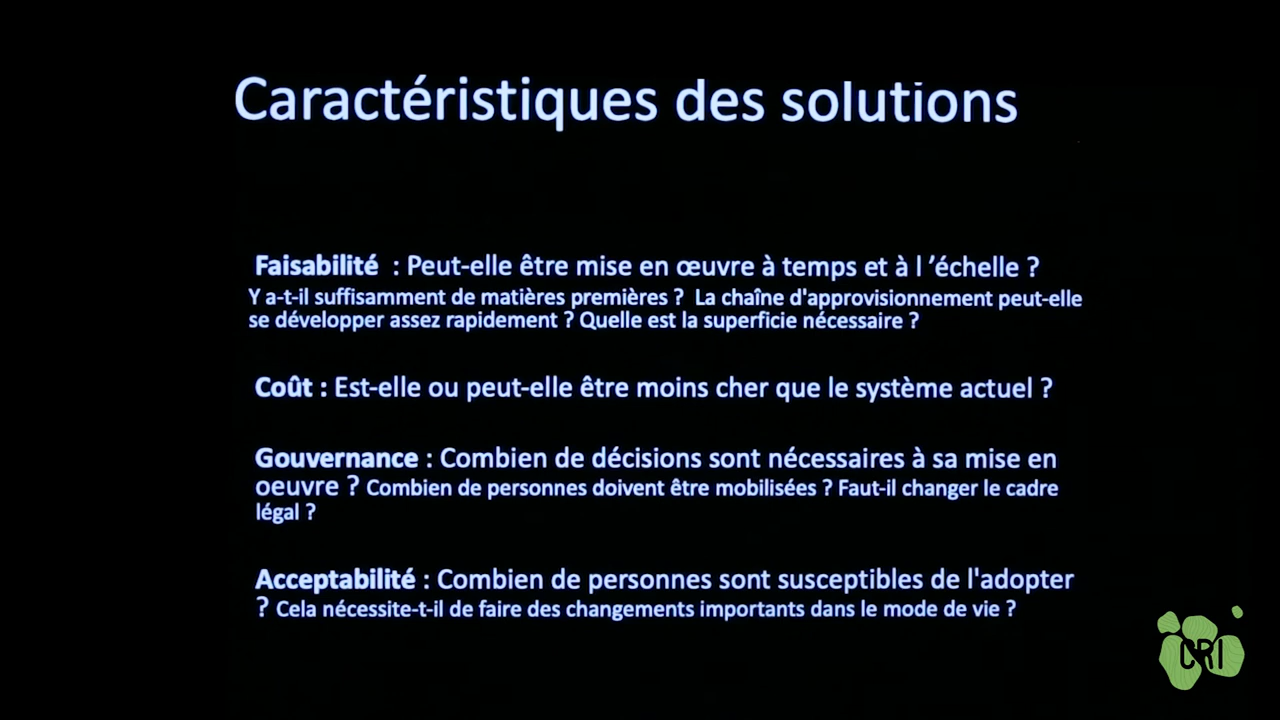 Caractéristiques des solutions
Faisabilité : Peut-elle être mise en œuvre à temps et à l ’échelle ?
Y a-t-il suffisamment de matières premières ? La chaîne d'approvisionnement peut-elle
se développer assez rapidement ? Quelle est la superficie nécessaire ?
Coût : Est-elle ou peut-elle être moins cher que le système actuel ?
Gouvernance : Combien de décisions sont nécessaires à sa mise en
oeuvre ? Combien de personnes doivent être mobilisées ? Faut-il changer le cadre
légal ?
Acceptabilité : Combien de personnes sont susceptibles de l'adopter
? Cela nécessite-t-il de faire des changements importants dans le mode de vie ?
CRI